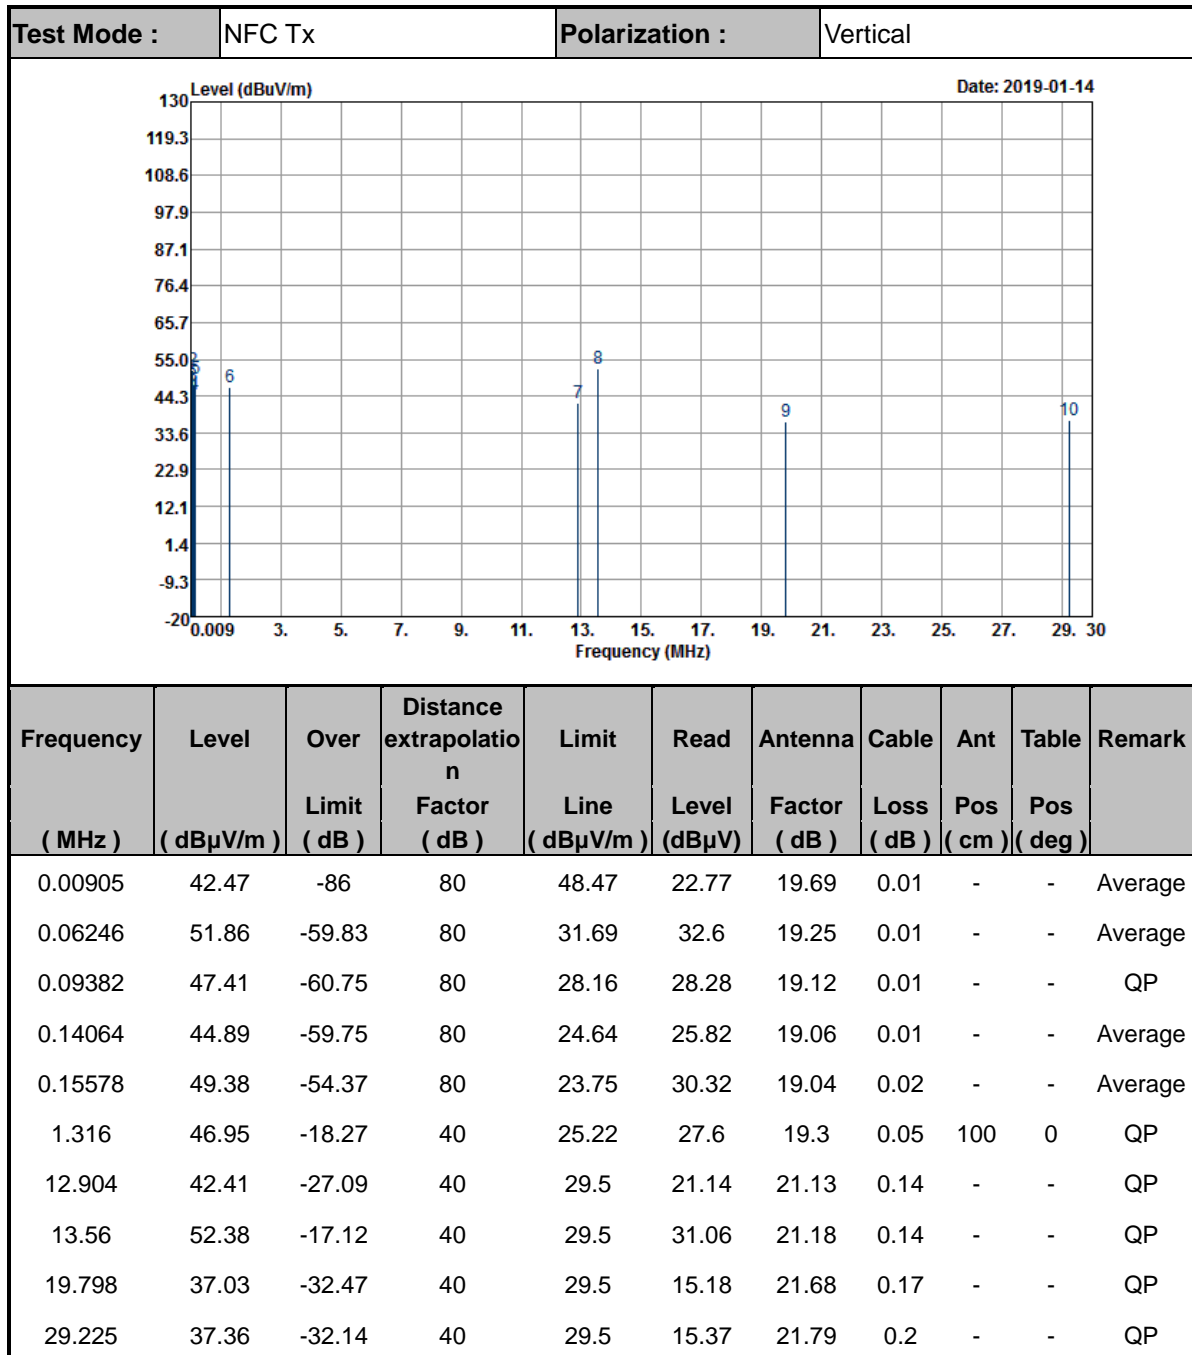 Test Mode : NFC Tx Polarization : Vertical
Level (dBuV/m) Date: 2019-01-14
130
119.3
108.6
97.9
87.1
76.4
65.7
55.0
44.3
33.6
22.9
12.1
1.4
-9.3
-20
2
5
6
7
8
9
10
0.009 3. 5. 7. 9. 11. 13. 15. 17. 19. 21. 23. 25. 27. 29. 30
Frequency (MHz)
Frequency Level Over Distance extrapolatio n Limit Read Antenna Cable Ant Table Remark
Limit Factor Line Level Factor Loss Pos Pos
( MHz ) ( dBµV/m ) ( dB ) ( dB ) ( dBµV/m ) (dBµV) ( dB ) ( dB ) ( cm ) ( deg )
0.00905 42.47 -86 80 48.47 22.77 19.69 0.01 - - Average
0.06246 51.86 -59.83 80 31.69 32.6 19.25 0.01 - - Average
0.09382 47.41 -60.75 80 28.16 28.28 19.12 0.01 - - QP
0.14064 44.89 -59.75 80 24.64 25.82 19.06 0.01 - - Average
0.15578 49.38 -54.37 80 23.75 30.32 19.04 0.02 - - Average
1.316 46.95 -18.27 40 25.22 27.6 19.3 0.05 100 0 QP
12.904 42.41 -27.09 40 29.5 21.14 21.13 0.14 - - QP
13.56 52.38 -17.12 40 29.5 31.06 21.18 0.14 - - QP
19.798 37.03 -32.47 40 29.5 15.18 21.68 0.17 - - QP
29.225 37.36 -32.14 40 29.5 15.37 21.79 0.2 - - QP